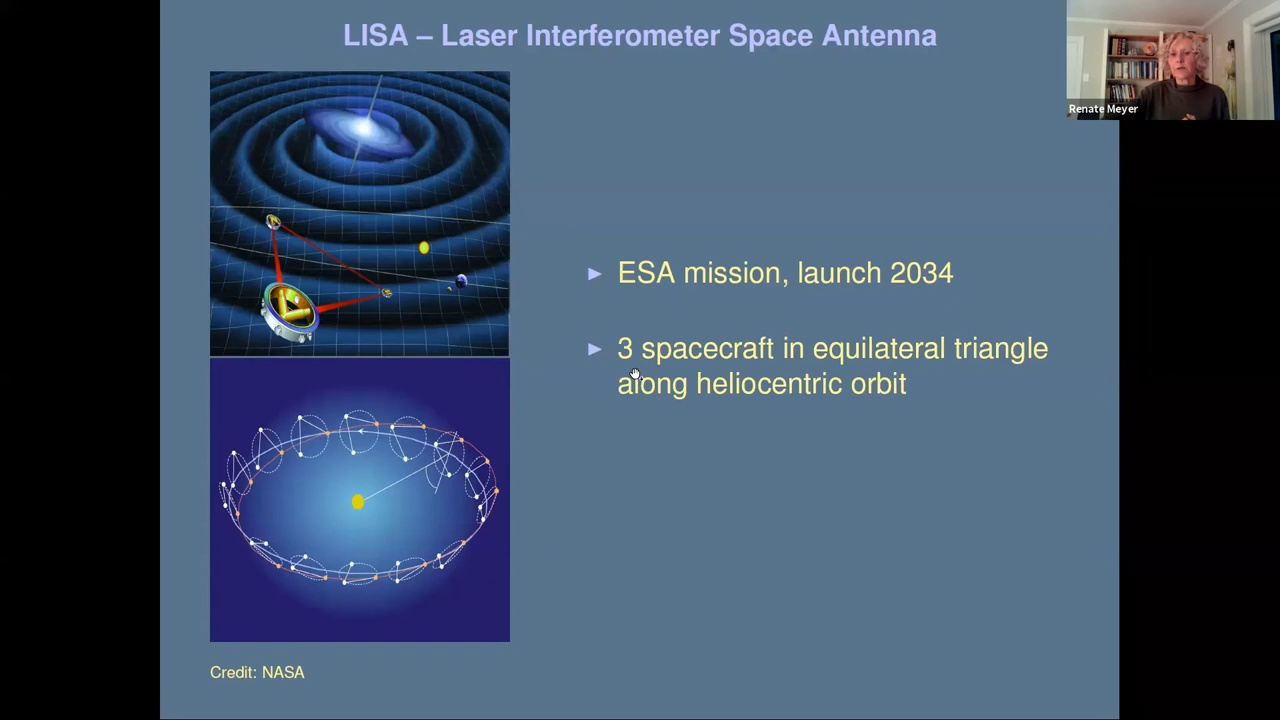 LISA – Laser Interferometer Space Antenna
Renate Meyer
► ESA mission, launch 2034
► 3 spacecraft in equilateral triangle
along heliocentric orbit
Credit: NASA